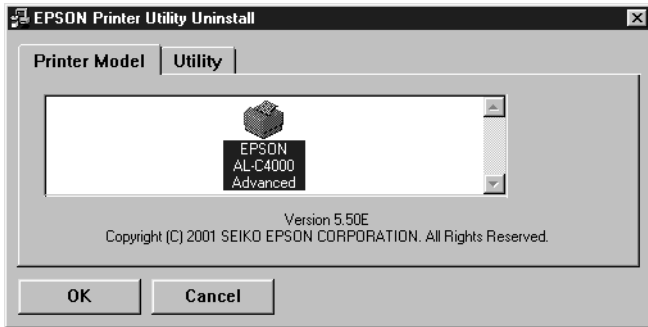 EPSON Printer Utility Uninstall
Printer Model Utility
EPSON
AL-C4000
Advanced
Version 5.50E
Copyright (C) 2001 SEIKO EPSON CORPORATION. All Rights Reserved.
OK Cancel